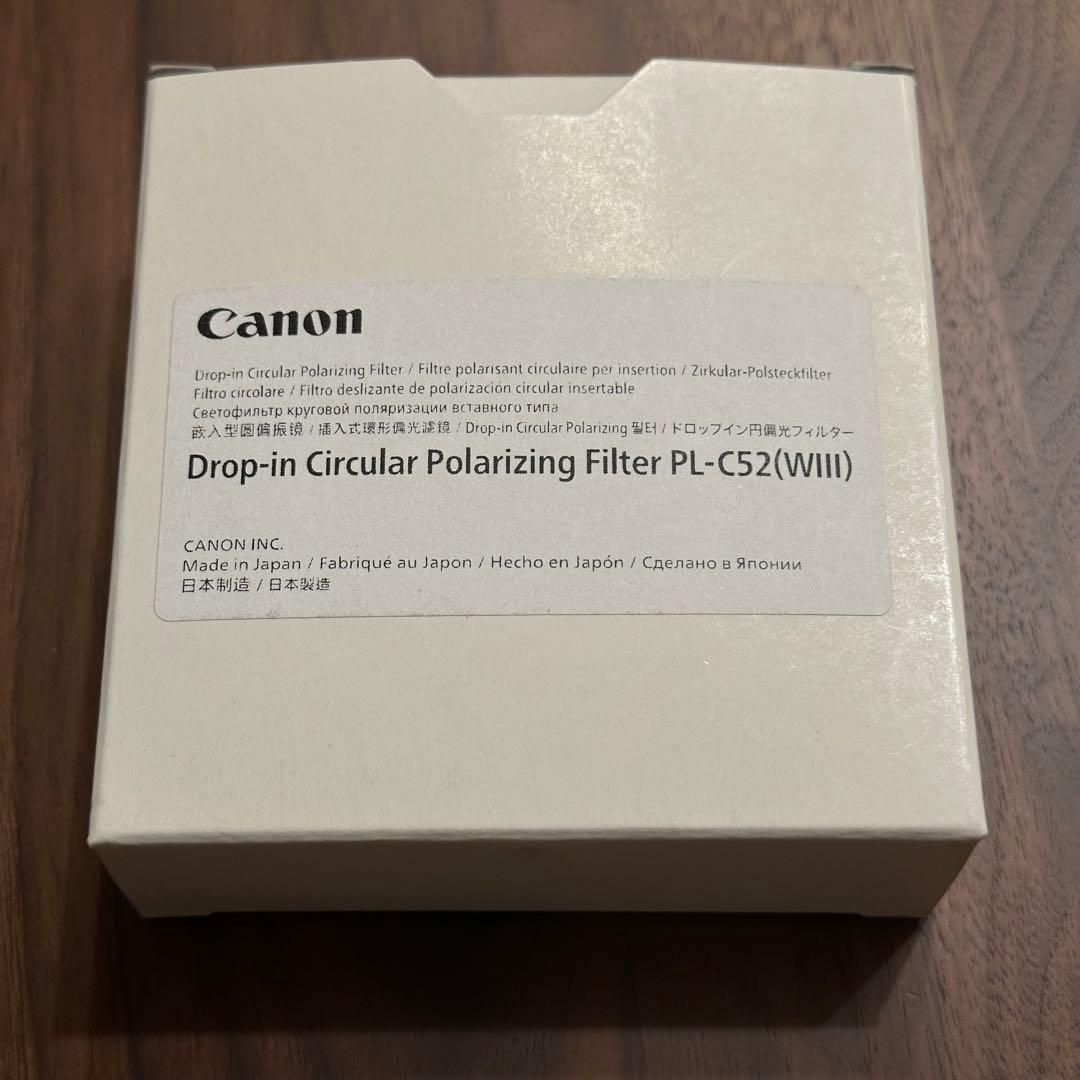 Canon
Drop-in Circular Polarizing Filter / Filtre polarisant circulaire per insertion / Zirkular-Polsteckfilter
Filtro circolare / Filtro deslizante de polarización circular insertable
Светофильтр круговой поляризации вставного типа
嵌入型圆偏振镜 / 插入式環形偏光濾鏡 / Drop-in Circular Polarizing 필터 / ドロップイン円偏光フィルター
Drop-in Circular Polarizing Filter PL-C52(WIII)
CANON INC.
Made in Japan / Fabriqué au Japon / Hecho en Japón / Сделано в Японии
日本制造 / 日本製造